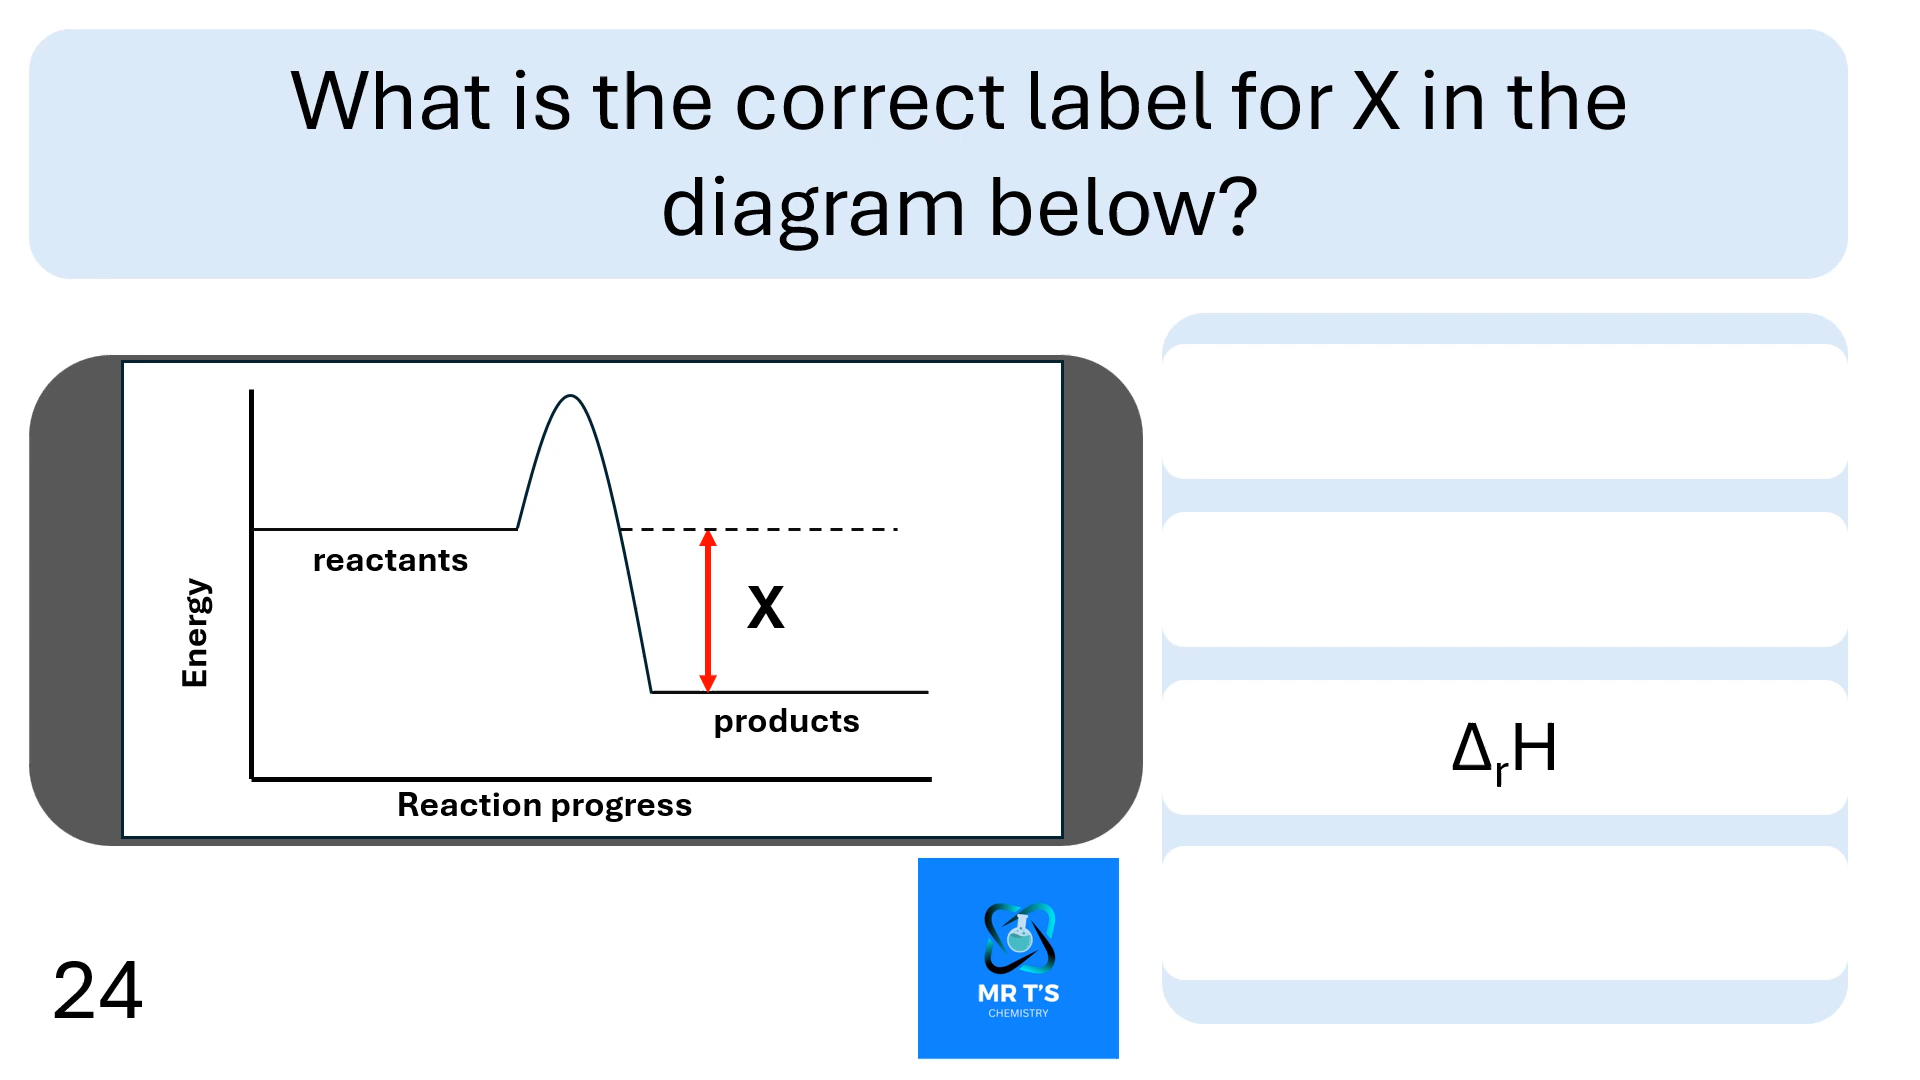 What is the correct label for X in the
diagram below?
Energy
reactants
X
products
Reaction progress
ΔrH
24
MR T'S
CHEMISTRY